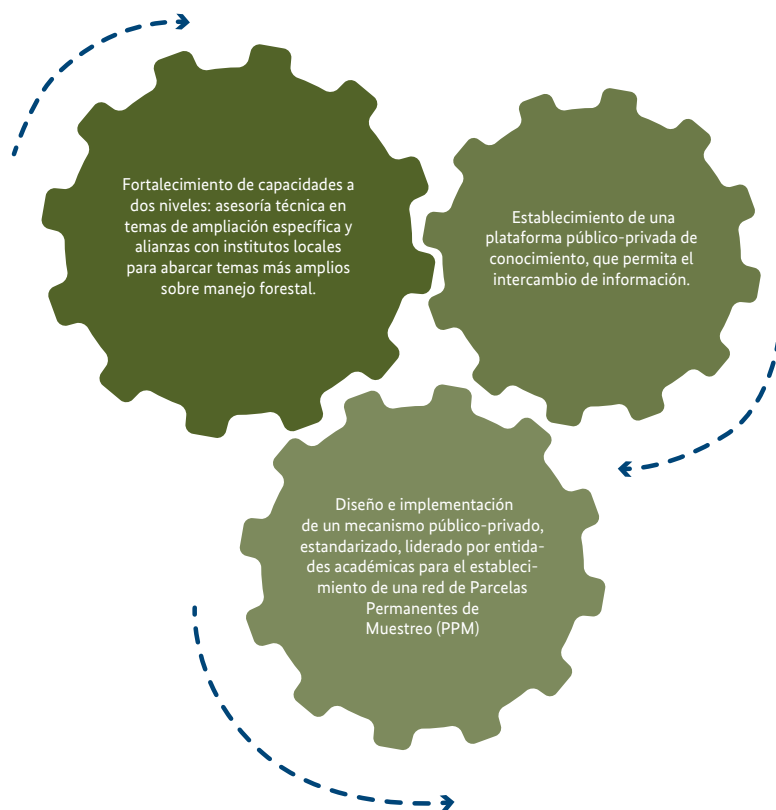 Fortalecimiento de capacidades a
dos niveles: asesoría técnica en
temas de ampliación específica y
alianzas con institutos locales
para abarcar temas más amplios
sobre manejo forestal.
Establecimiento de una
plataforma público-privada de
conocimiento, que permita el
intercambio de información.
Diseño e implementación
de un mecanismo público-privado,
estandarizado, liderado por entida-
des académicas para el estableci-
miento de una red de Parcelas
Permanentes de
Muestreo (PPM)